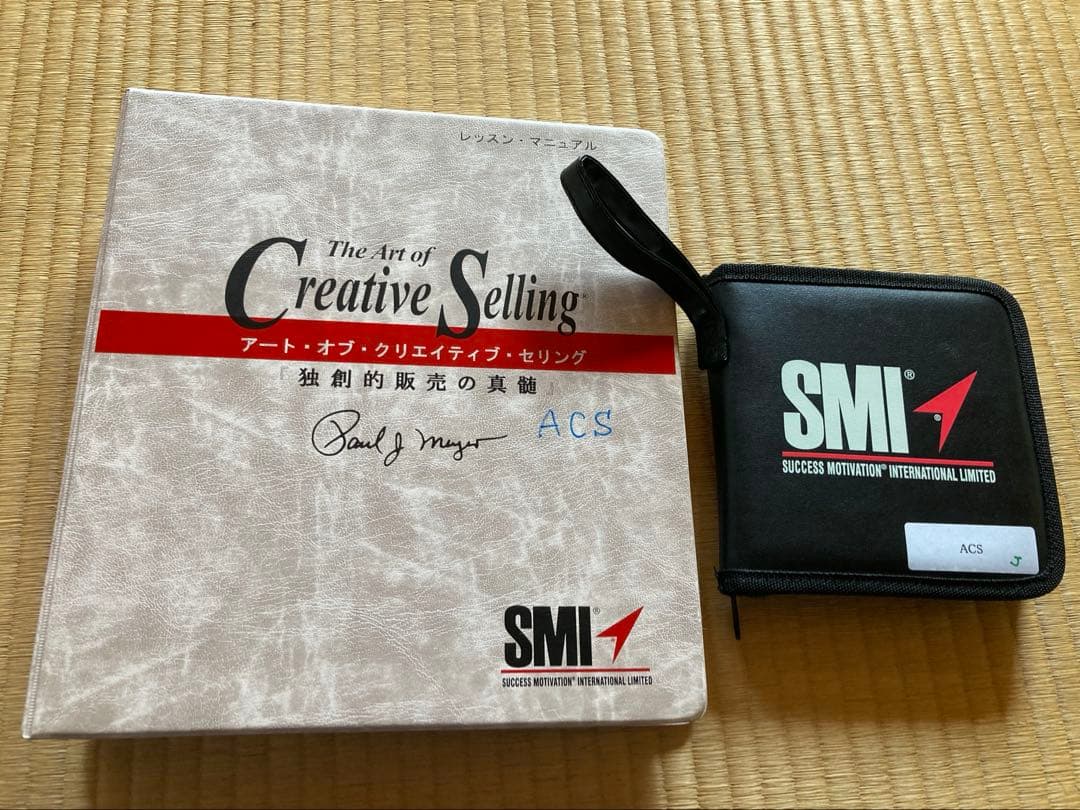 レッスン・マニュアル
The Art of
Creative Selling®
アート・オブ・クリエイティブ・セリング
『独創的販売の真髄』
Paul J Meyer ACS
SMI®
®
SUCCESS MOTIVATION® INTERNATIONAL LIMITED
SMI®
®
SUCCESS MOTIVATION® INTERNATIONAL LIMITED
ACS
J